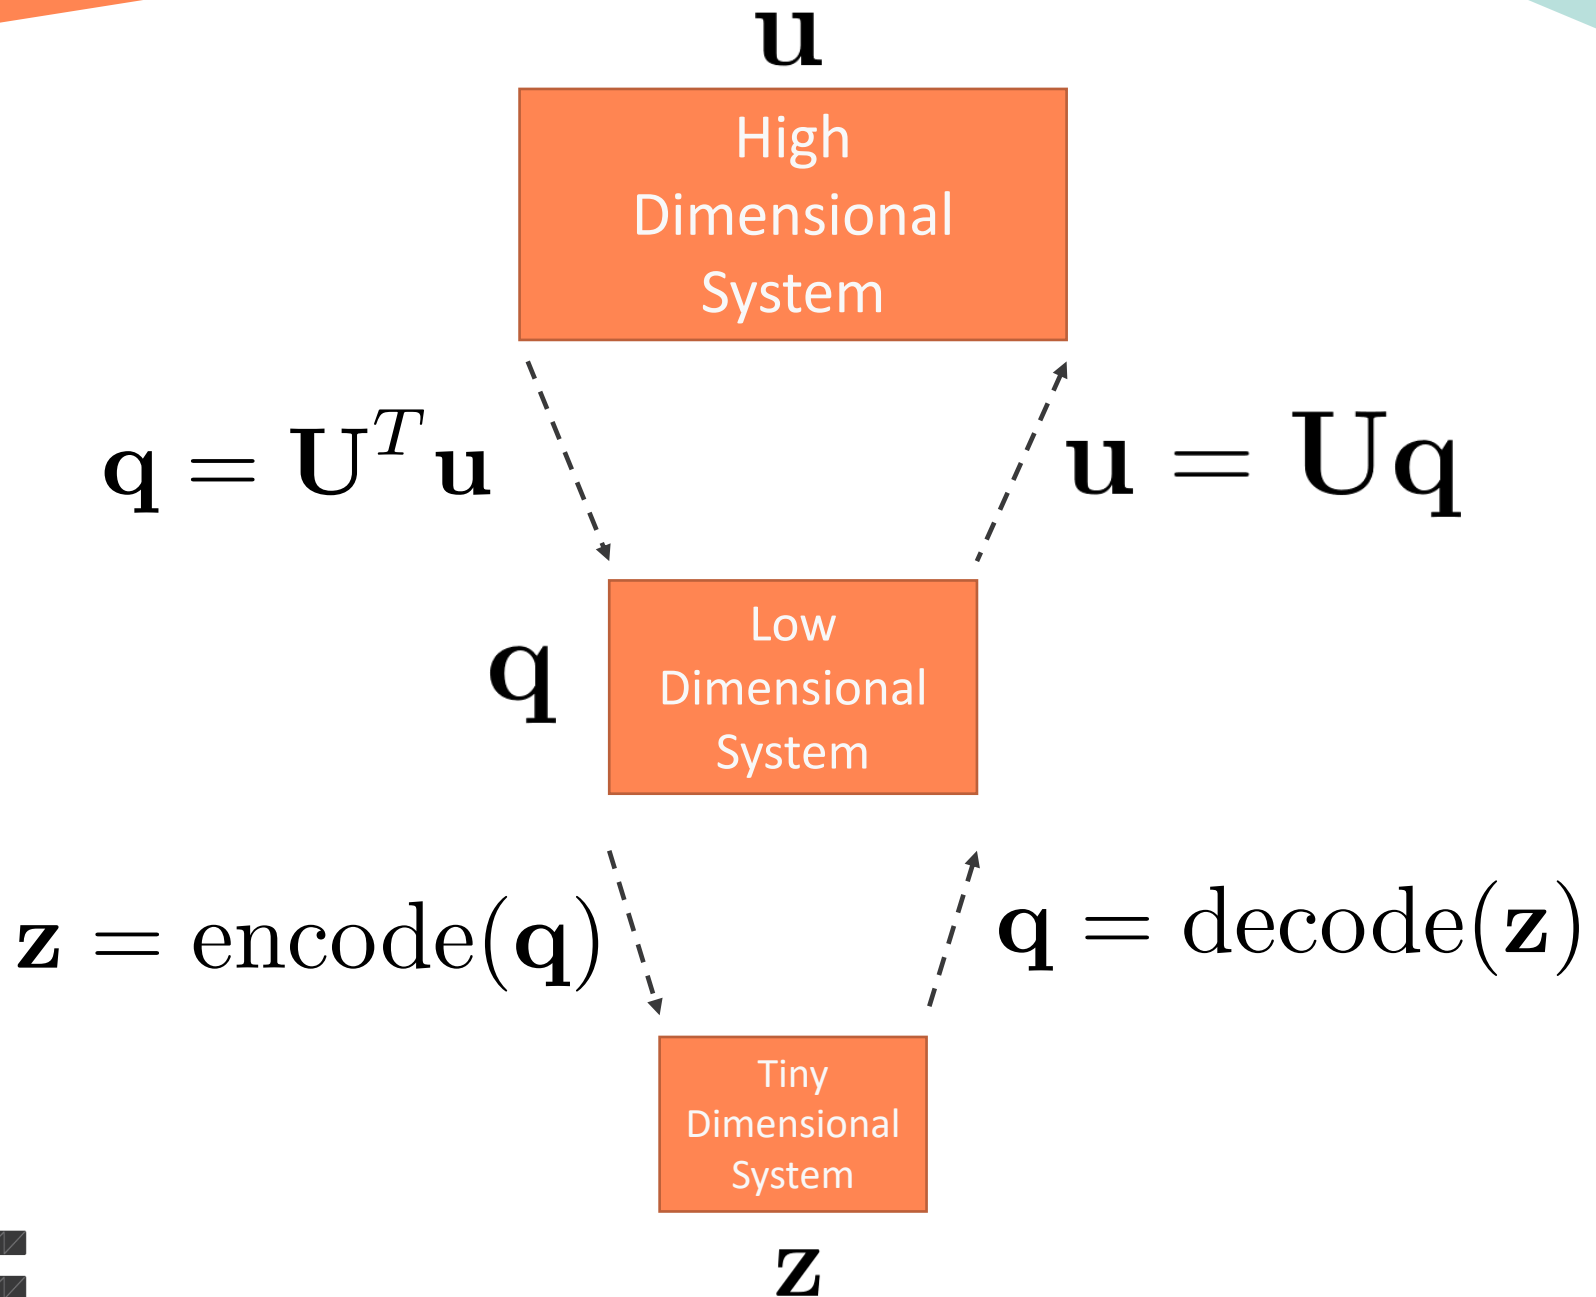 u
High
Dimensional
System
q = U^T u
u = Uq
q
Low
Dimensional
System
z = encode(q)
q = decode(z)
Tiny
Dimensional
System
z